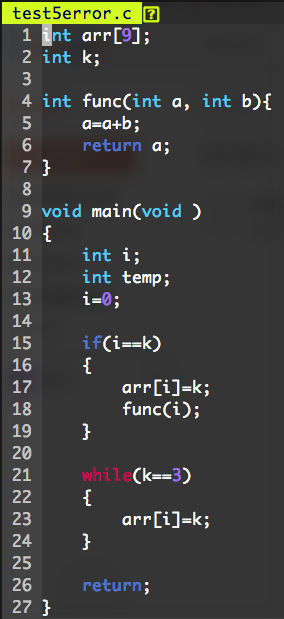 test5error.c ?
1 int arr[9];
2 int k;
3
4 int func(int a, int b){
5     a=a+b;
6     return a;
7 }
8
9 void main(void )
10 {
11     int i;
12     int temp;
13     i=0;
14
15     if(i==k)
16     {
17         arr[i]=k;
18         func(i);
19     }
20
21     while(k==3)
22     {
23         arr[i]=k;
24     }
25
26     return;
27 }